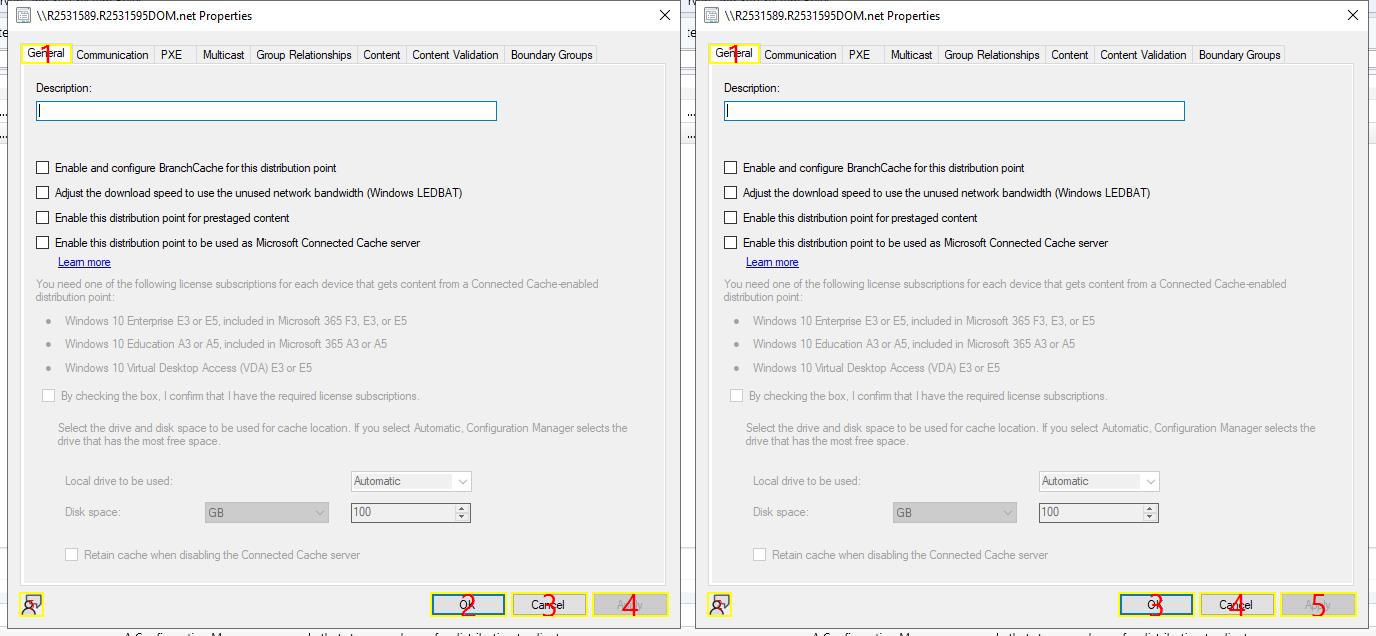 \\R2531589.R2531595DOM.net Properties
General Communication PXE Multicast Group Relationships Content Content Validation Boundary Groups
1
Description:
Enable and configure BranchCache for this distribution point
Adjust the download speed to use the unused network bandwidth (Windows LEDBAT)
Enable this distribution point for prestaged content
Enable this distribution point to be used as Microsoft Connected Cache server
Learn more
You need one of the following license subscriptions for each device that gets content from a Connected Cache-enabled
distribution point:
• Windows 10 Enterprise E3 or E5, included in Microsoft 365 F3, E3, or E5
• Windows 10 Education A3 or A5, included in Microsoft 365 A3 or A5
• Windows 10 Virtual Desktop Access (VDA) E3 or E5
By checking the box, I confirm that I have the required license subscriptions.
Select the drive and disk space to be used for cache location. If you select Automatic, Configuration Manager selects the
drive that has the most free space.
Local drive to be used: Automatic
Disk space: GB 100
Retain cache when disabling the Connected Cache server
OK Cancel Apply
2 3 4
\\R2531589.R2531595DOM.net Properties
General Communication PXE Multicast Group Relationships Content Content Validation Boundary Groups
1
Description:
Enable and configure BranchCache for this distribution point
Adjust the download speed to use the unused network bandwidth (Windows LEDBAT)
Enable this distribution point for prestaged content
Enable this distribution point to be used as Microsoft Connected Cache server
Learn more
You need one of the following license subscriptions for each device that gets content from a Connected Cache-enabled
distribution point:
• Windows 10 Enterprise E3 or E5, included in Microsoft 365 F3, E3, or E5
• Windows 10 Education A3 or A5, included in Microsoft 365 A3 or A5
• Windows 10 Virtual Desktop Access (VDA) E3 or E5
By checking the box, I confirm that I have the required license subscriptions.
Select the drive and disk space to be used for cache location. If you select Automatic, Configuration Manager selects the
drive that has the most free space.
Local drive to be used: Automatic
Disk space: GB 100
Retain cache when disabling the Connected Cache server
OK Cancel Apply
3 4 5